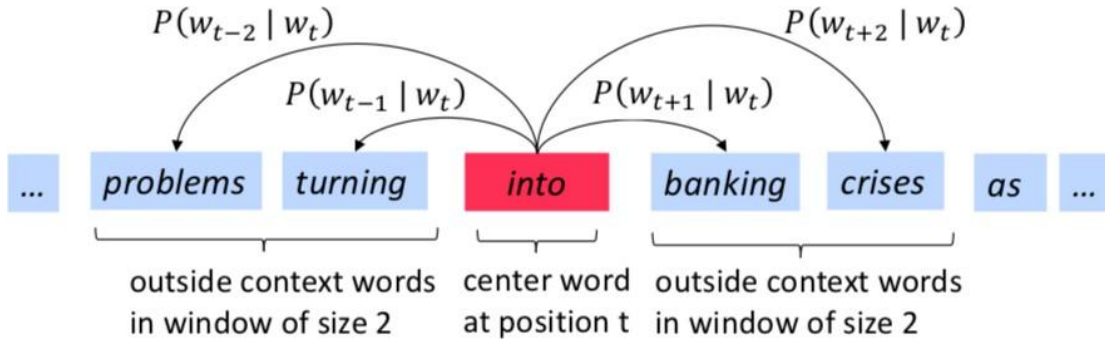 P(w_{t−2} | w_t) P(w_{t+2} | w_t)
P(w_{t−1} | w_t) P(w_{t+1} | w_t)
... problems turning into banking crises as ...
outside context words center word outside context words
in window of size 2 at position t in window of size 2